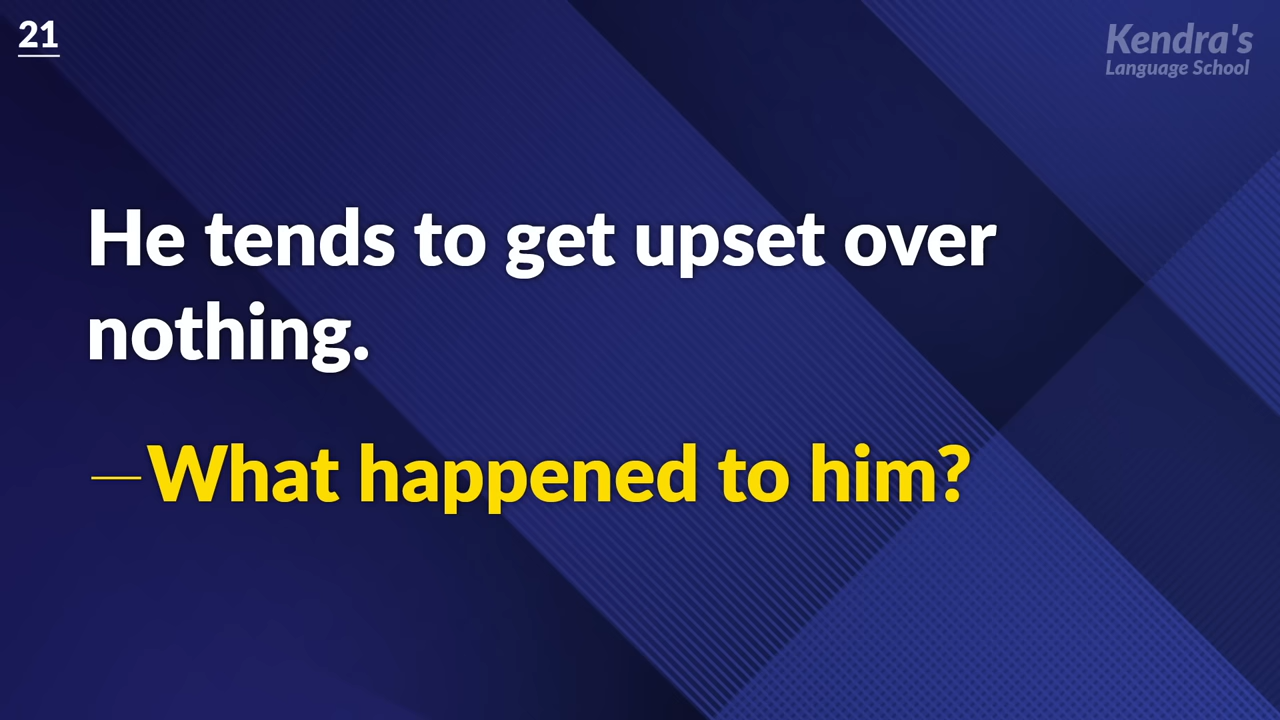 21
Kendra's
Language School
He tends to get upset over
nothing.
—What happened to him?